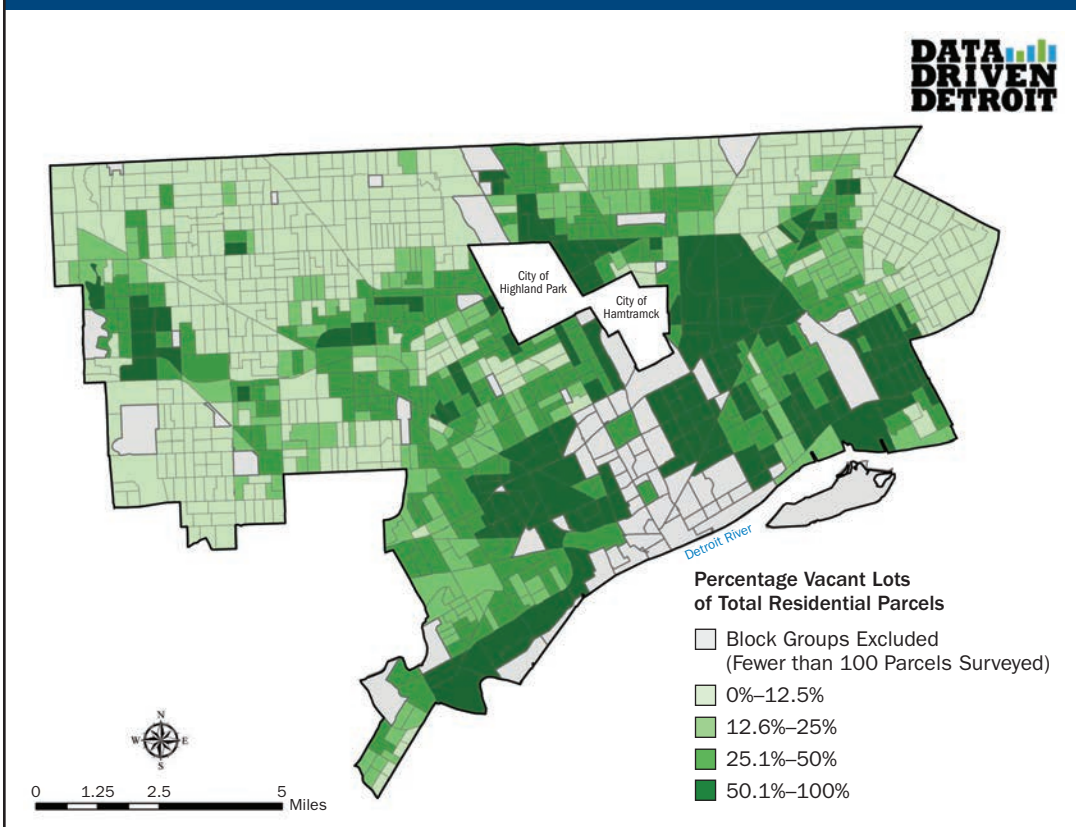 DATA
DRIVEN
DETROIT
City of
Highland Park
City of
Hamtramck
Detroit River
Percentage Vacant Lots
of Total Residential Parcels
Block Groups Excluded
(Fewer than 100 Parcels Surveyed)
0%–12.5%
12.6%–25%
25.1%–50%
50.1%–100%
N
W E
S
0 1.25 2.5 5
Miles